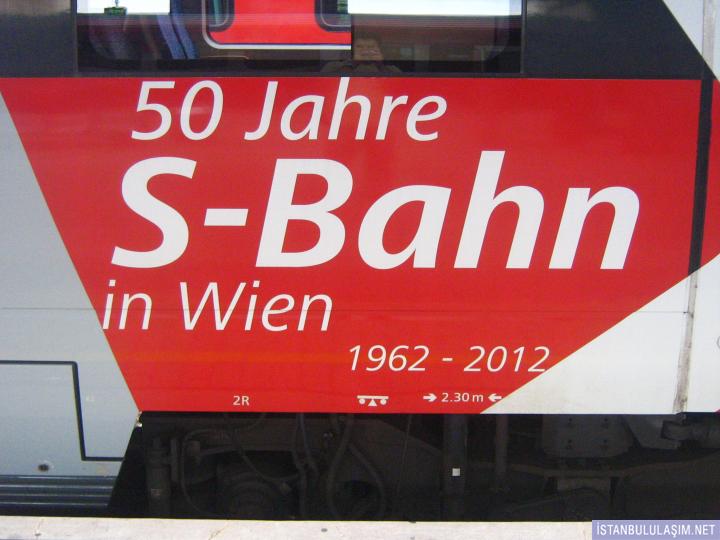 50 Jahre
S-Bahn
in Wien
1962 - 2012
2R
2.30 m
İSTANBULULAŞIM.NET